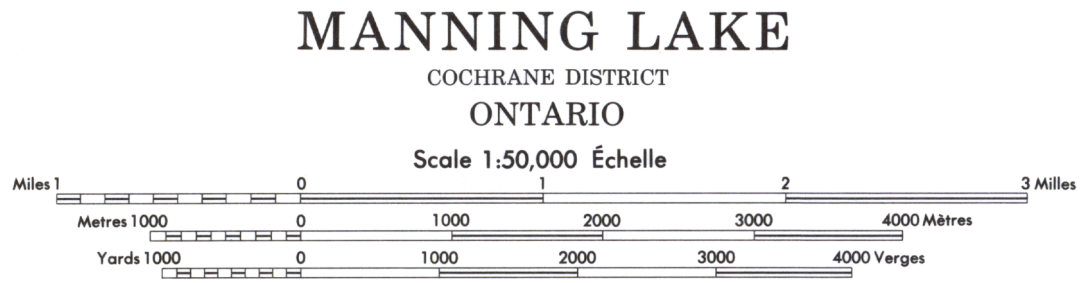 MANNING LAKE
COCHRANE DISTRICT
ONTARIO
Scale 1:50,000 Échelle
Miles 1 0 1 2 3 Milles
Metres 1000 0 1000 2000 3000 4000 Mètres
Yards 1000 0 1000 2000 3000 4000 Verges